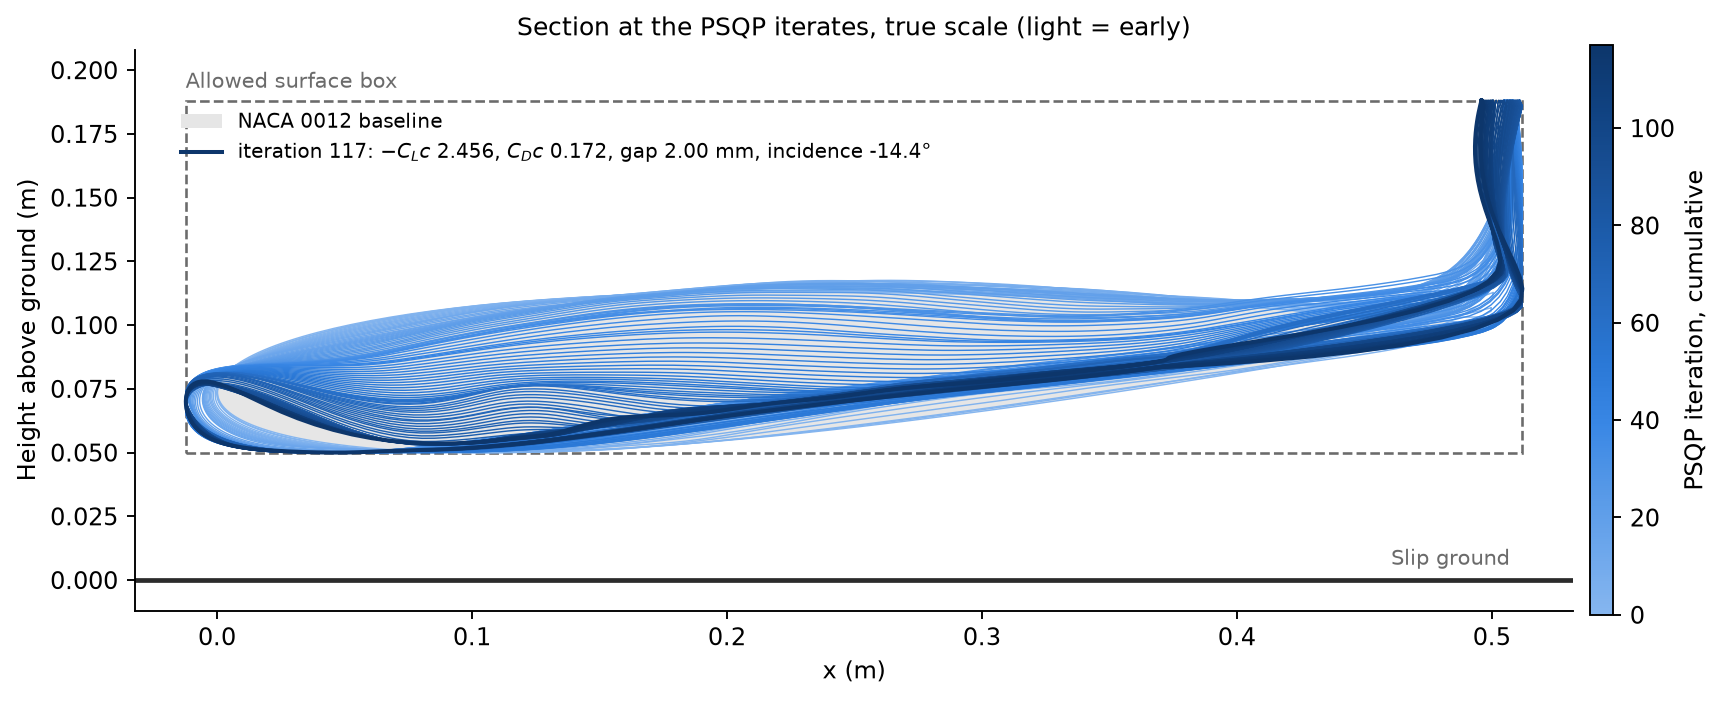 Section at the PSQP iterates, true scale (light = early)
Height above ground (m)
0.200
0.175
0.150
0.125
0.100
0.075
0.050
0.025
0.000
Allowed surface box
NACA 0012 baseline
iteration 117: −C_Lc 2.456, C_Dc 0.172, gap 2.00 mm, incidence -14.4°
Slip ground
0.0
0.1
0.2
0.3
0.4
0.5
x (m)
100
80
60
40
20
0
PSQP iteration, cumulative